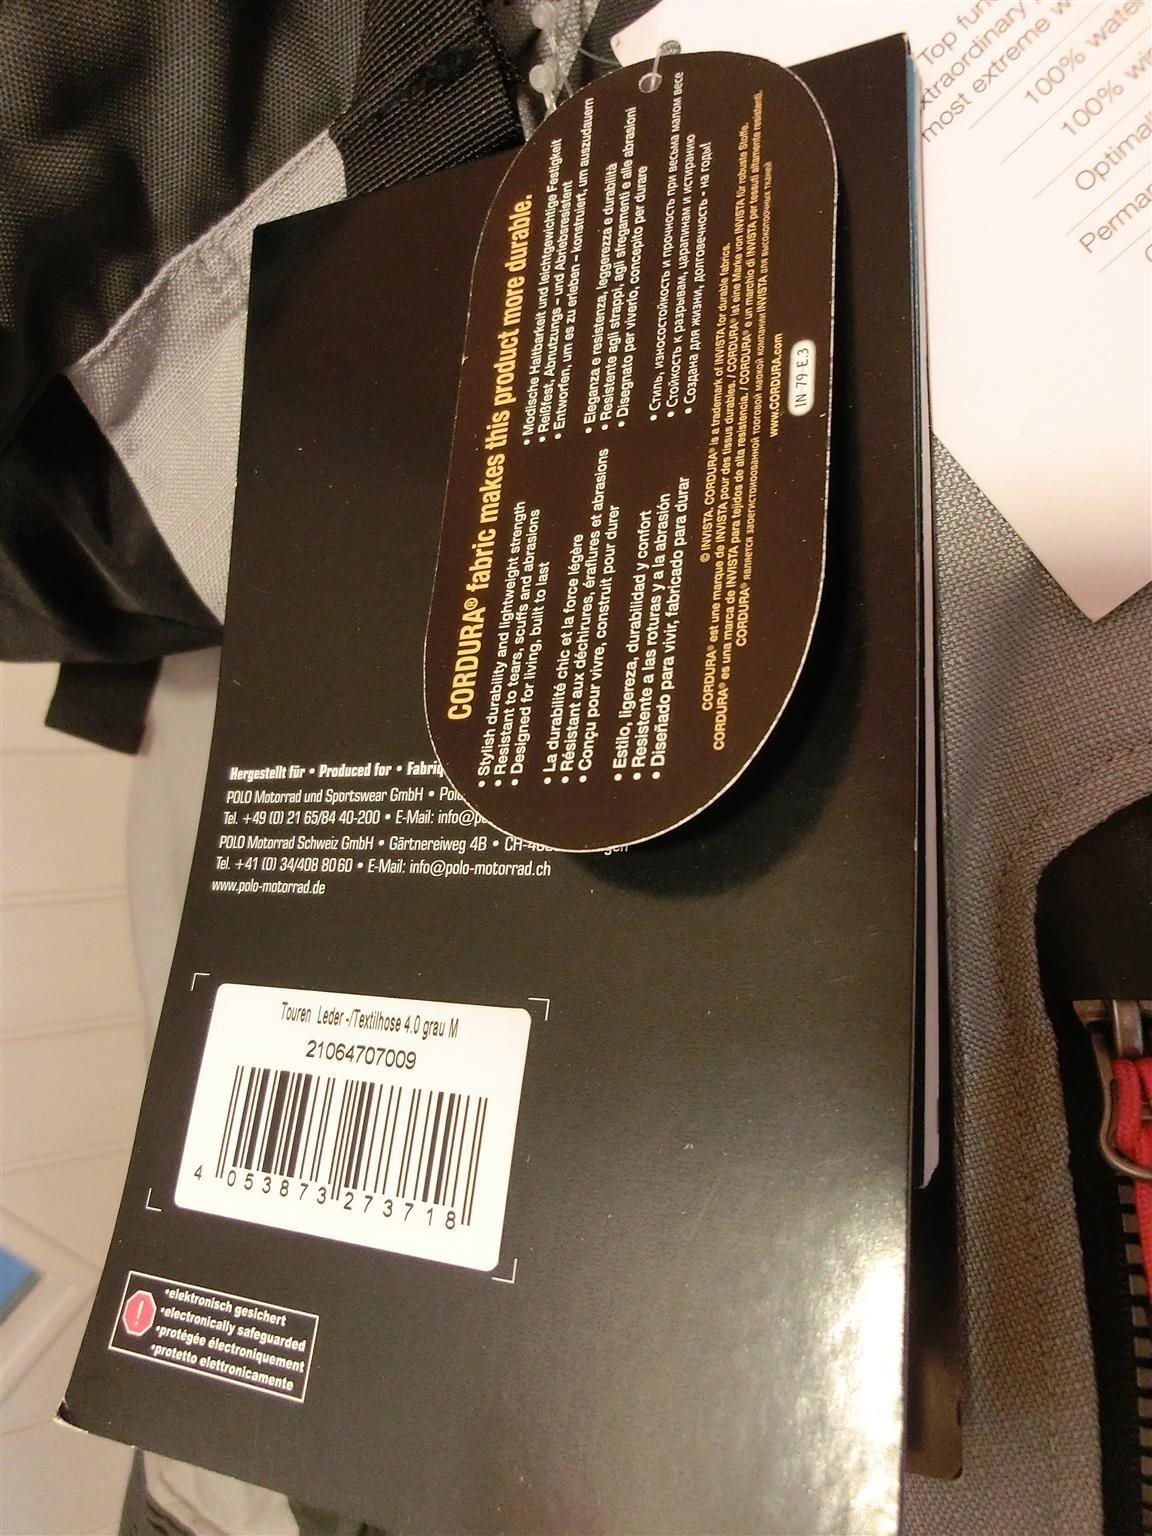 CORDURA® fabric makes this product more durable.
• Stylish durability and lightweight strength
• Resistant to tears, scuffs and abrasions
• Designed for living, built to last
• La durabilité chic et la force légère
• Résistant aux déchirures, éraflures et abrasions
• Conçu pour vivre, construit pour durer
• Estilo, ligereza, durabilidad y confort
• Resistente a las roturas y a la abrasión
• Diseñado para vivir, fabricado para durar
• Modische Haltbarkeit und leichtgewichtige Festigkeit
• Reißfest, Abnutzungs – und Abriebsresistent
• Entworfen, um es zu erleben – konstruiert, um auszudauern
• Eleganza e resistenza, leggerezza e durabilità
• Resistente agli strappi, agli sfregamenti e alle abrasioni
• Disegnato per viverlo, concepito per durare
• Стиль, износостойкость и прочность при весьма малом весе
• Стойкость к разрывам, царапинам и истиранию
• Создана для жизни, долговечность - на годы!
© INVISTA. CORDURA® is a trademark of INVISTA for durable fabrics.
CORDURA® est une marque de INVISTA pour des tissus durables. / CORDURA® ist eine Marke von INVISTA für robuste Stoffe.
CORDURA® es una marca de INVISTA para tejidos de alta resistencia. / CORDURA® e un marchio di INVISTA per tessuti altamente resistenti.
CORDURA® является зарегистрированной торговой маркой компании INVISTA для высокопрочных тканей
www.CORDURA.com
IN 79-E.3
Hergestellt für • Produced for • Fabriq
POLO Motorrad und Sportswear GmbH •
Tel. +49 (0) 21 65/84 40-200 • E-Mail: info@p
POLO Motorrad Schweiz GmbH • Gärtnereiweg 4B •
Tel. +41 (0) 34/408 80 60 • E-Mail: info@polo-motorrad.ch
www.polo-motorrad.de
Touren Leder-/Textilhose 4.0 grau M
21064707009
4 053873 273718
•elektronisch gesichert
•electronically safeguarded
•protégée électroniquement
•protetto elettronicamente
Top fun
extraordinary
most extreme w
100% wate
100% wi
Optimal
Perma